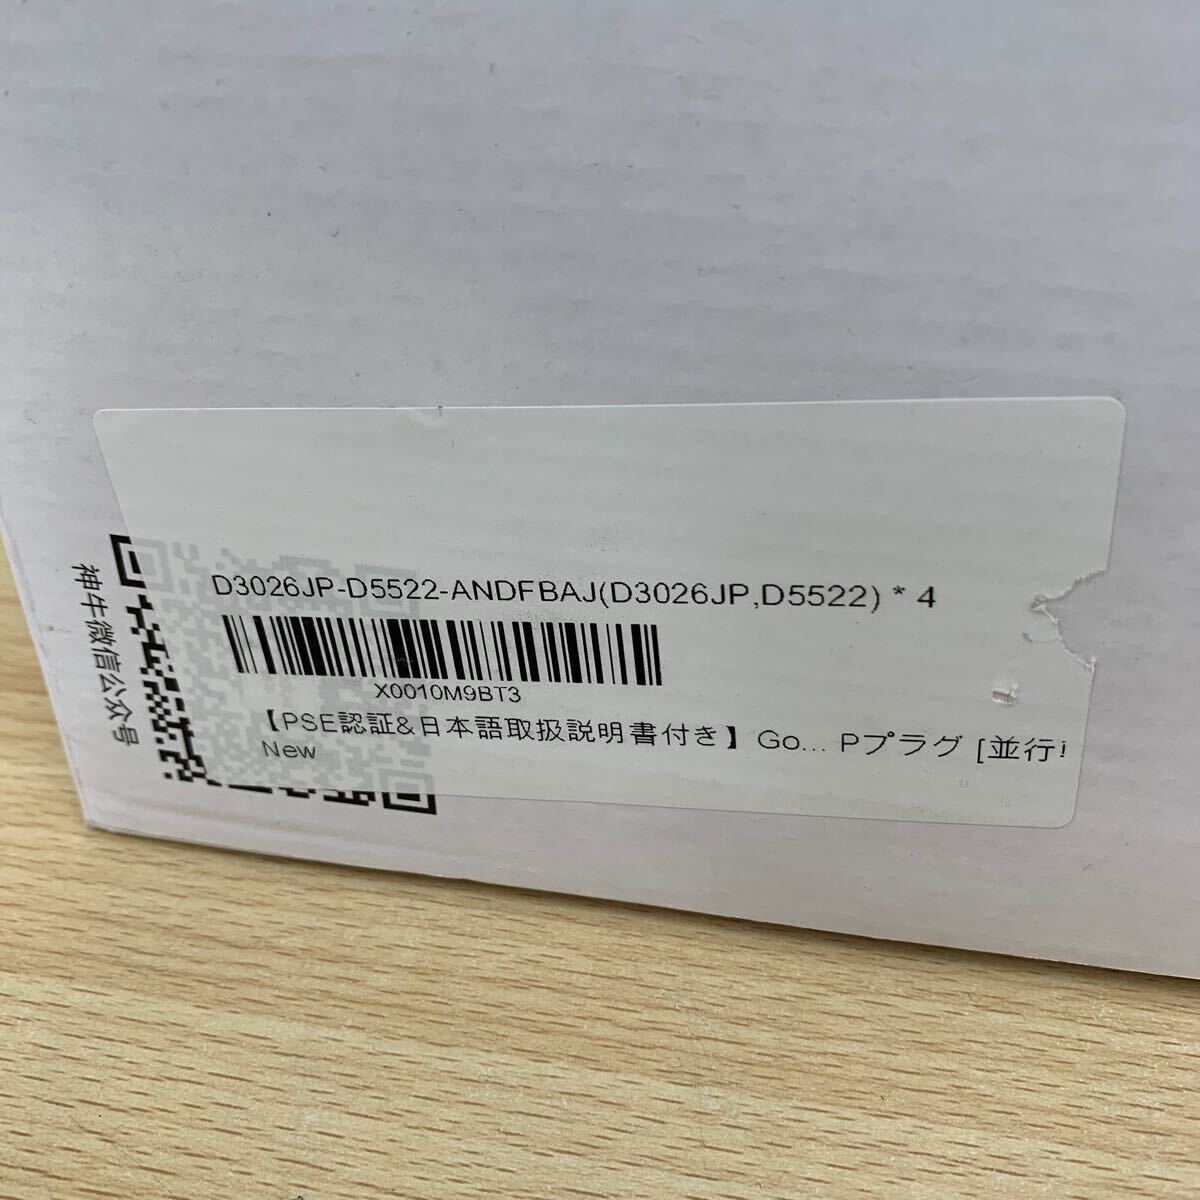 D3026JP-D5522-ANDFBAJ(D3026JP,D5522) * 4
X0010M9BT3
【PSE認証&日本語取扱説明書付き】Go... Pプラグ [並行
New
神牛微信公众号